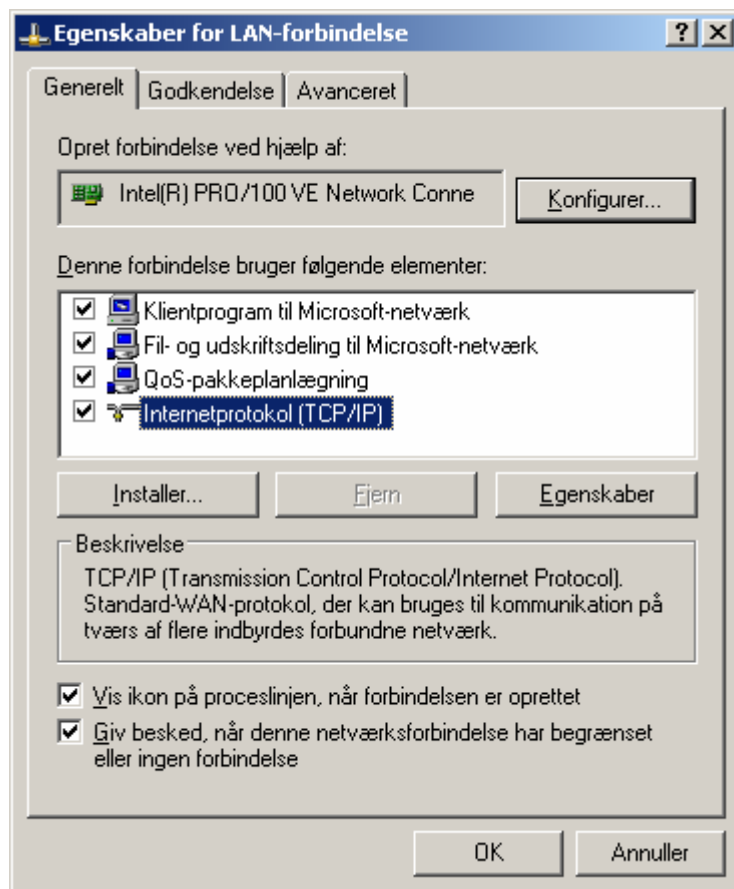 Egenskaber for LAN-forbindelse
Generelt Godkendelse Avanceret
Opret forbindelse ved hjælp af:
Intel(R) PRO/100 VE Network Conne
Konfigurer...
Denne forbindelse bruger følgende elementer:
Klientprogram til Microsoft-netværk
Fil- og udskriftsdeling til Microsoft-netværk
QoS-pakkeplanlægning
Internetprotokol (TCP/IP)
Installer... Fjern Egenskaber
Beskrivelse
TCP/IP (Transmission Control Protocol/Internet Protocol).
Standard-WAN-protokol, der kan bruges til kommunikation på
tværs af flere indbyrdes forbundne netværk.
Vis ikon på proceslinjen, når forbindelsen er oprettet
Giv besked, når denne netværksforbindelse har begrænset
eller ingen forbindelse
OK Annuller